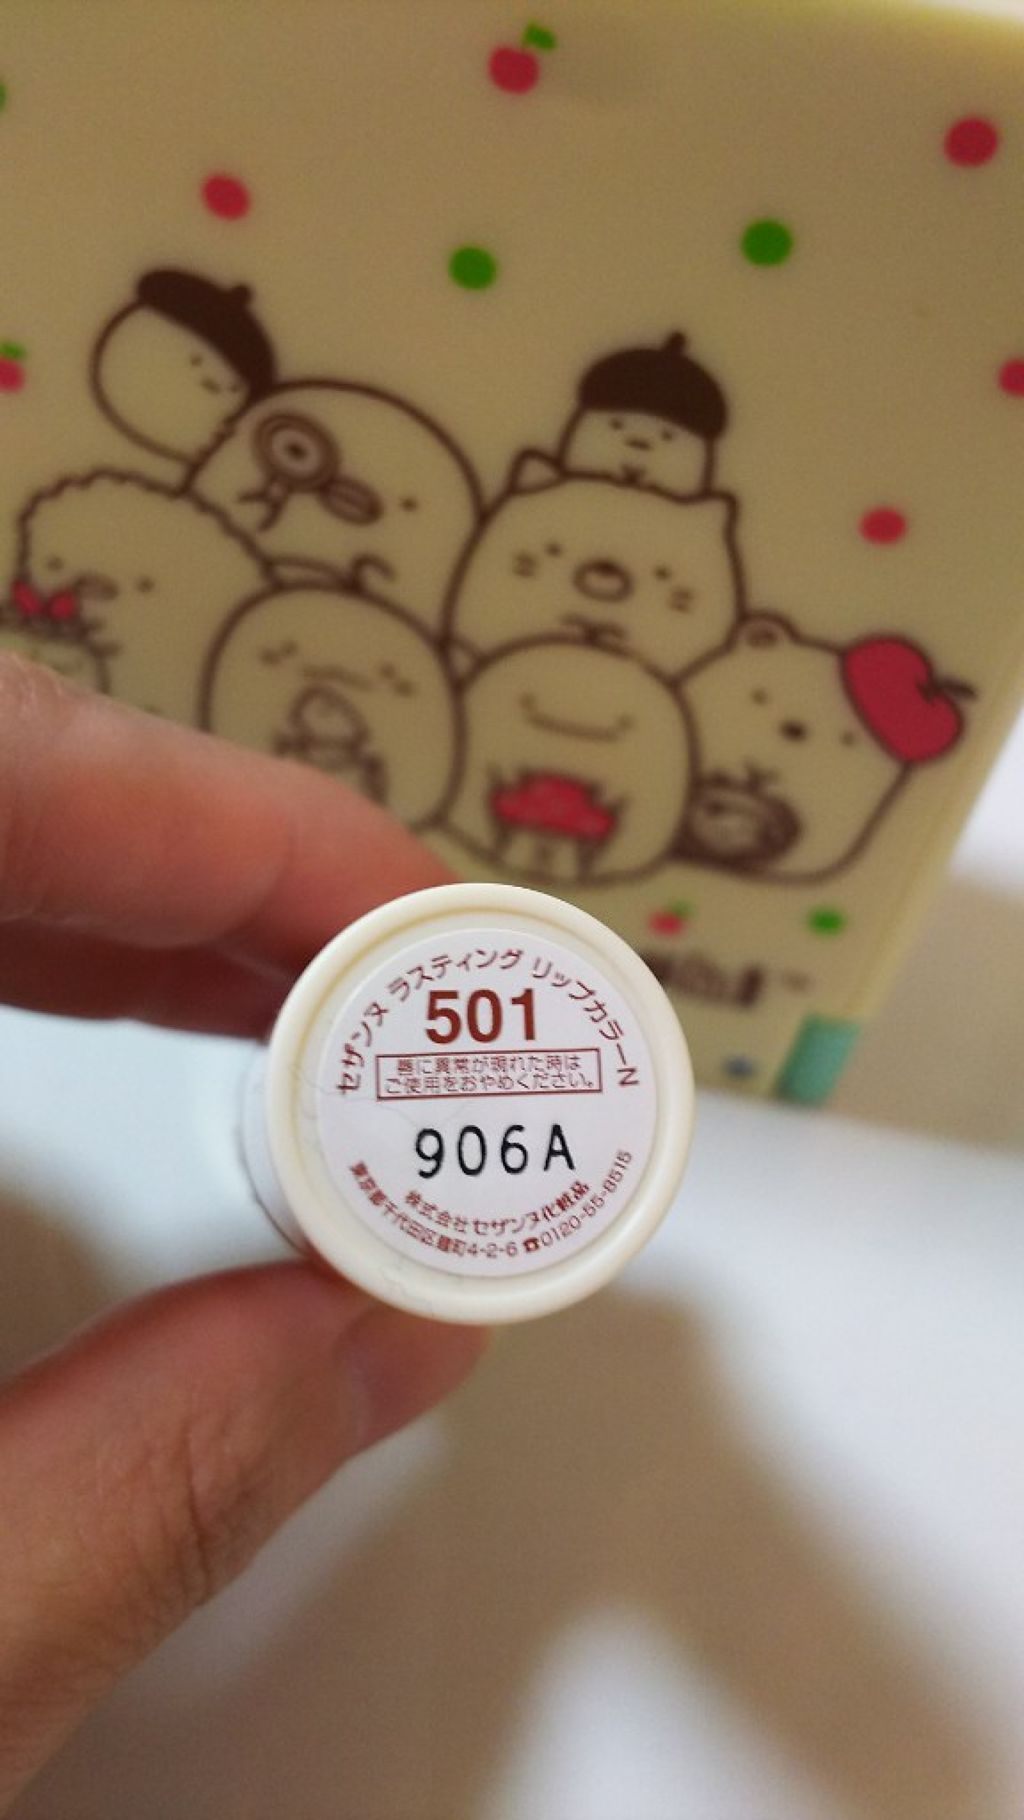 セザンヌ ラスティング リップカラーN
501
唇に異常が現れた時は
ご使用をおやめください。
906A
株式会社セザンヌ化粧品
東京都千代田区麹町4-2-6 ☎0120-55-8515